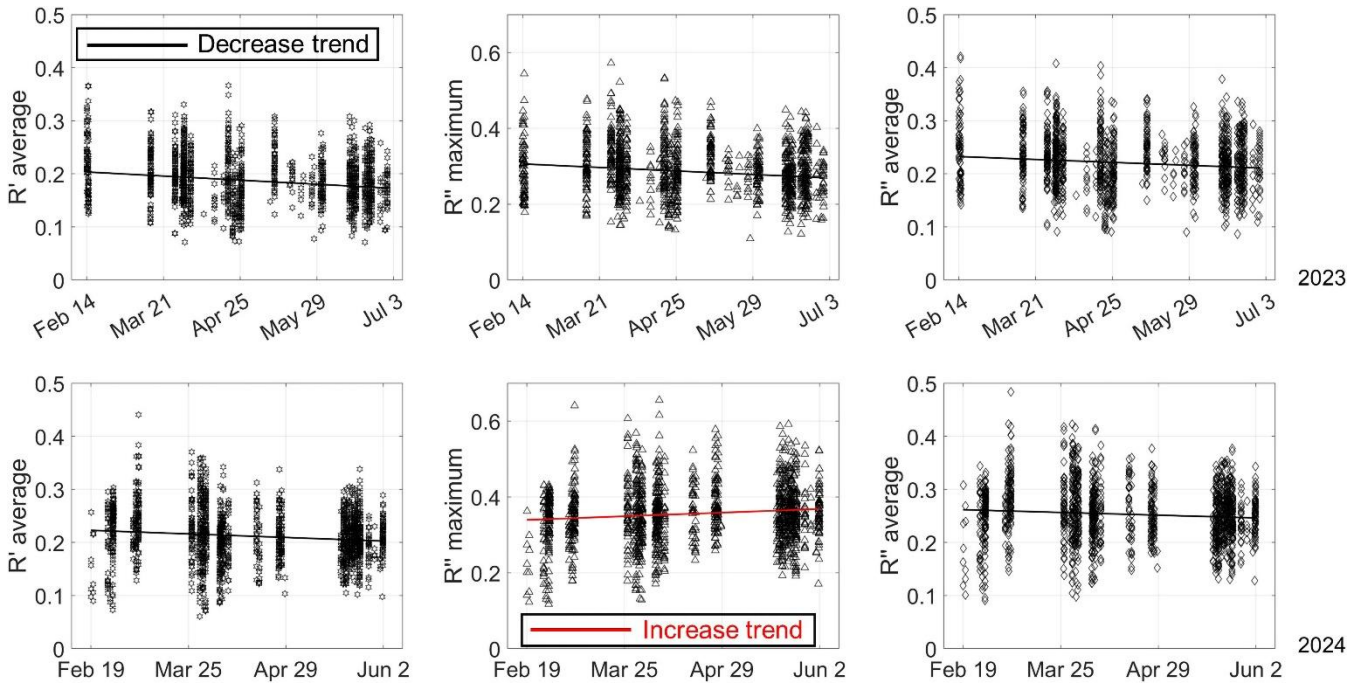 0.5
0.4
0.3
0.2
0.1
0
R' average
Decrease trend
Feb 14
Mar 21
Apr 25
May 29
Jul 3
0.6
0.4
0.2
0
R'' maximum
Feb 14
Mar 21
Apr 25
May 29
Jul 3
0.5
0.4
0.3
0.2
0.1
0
R'' average
Feb 14
Mar 21
Apr 25
May 29
Jul 3
2023
0.5
0.4
0.3
0.2
0.1
0
R' average
Feb 19
Mar 25
Apr 29
Jun 2
0.6
0.4
0.2
0
R'' maximum
Increase trend
Feb 19
Mar 25
Apr 29
Jun 2
0.5
0.4
0.3
0.2
0.1
0
R'' average
Feb 19
Mar 25
Apr 29
Jun 2
2024